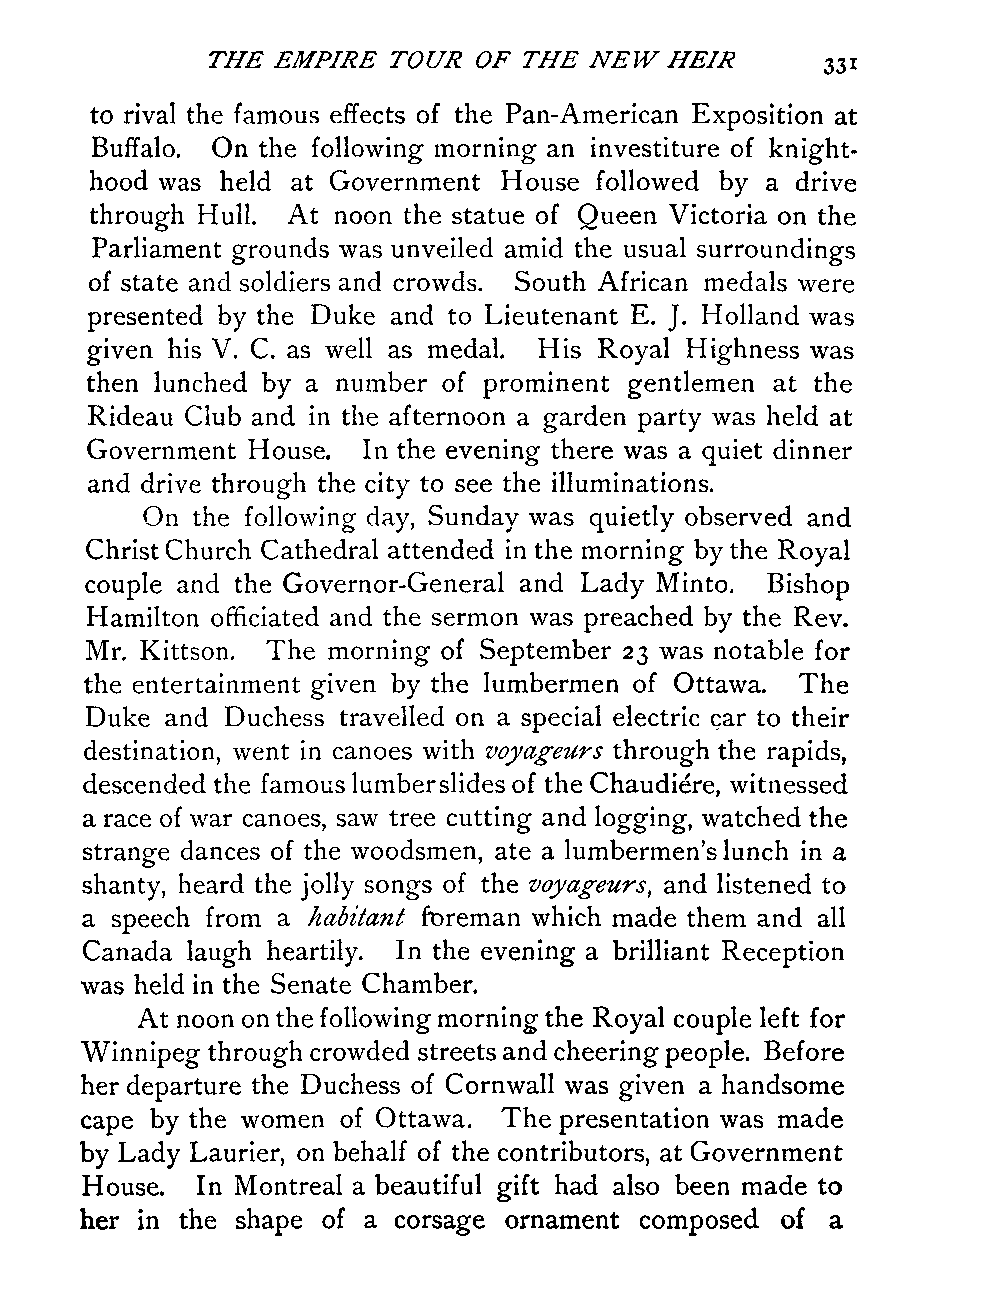 THE EMPIRE TOUR OF THE NEW HEIR 331
to rival the famous effects of the Pan-American Exposition at
Buffalo. On the following morning an investiture of knight-
hood was held at Government House followed by a drive
through Hull. At noon the statue of Queen Victoria on the
Parliament grounds was unveiled amid the usual surroundings
of state and soldiers and crowds. South African medals were
presented by the Duke and to Lieutenant E. J. Holland was
given his V. C. as well as medal. His Royal Highness was
then lunched by a number of prominent gentlemen at the
Rideau Club and in the afternoon a garden party was held at
Government House. In the evening there was a quiet dinner
and drive through the city to see the illuminations.
On the following day, Sunday was quietly observed and
Christ Church Cathedral attended in the morning by the Royal
couple and the Governor-General and Lady Minto. Bishop
Hamilton officiated and the sermon was preached by the Rev.
Mr. Kittson. The morning of September 23 was notable for
the entertainment given by the lumbermen of Ottawa. The
Duke and Duchess travelled on a special electric car to their
destination, went in canoes with voyageurs through the rapids,
descended the famous lumber slides of the Chaudiére, witnessed
a race of war canoes, saw tree cutting and logging, watched the
strange dances of the woodsmen, ate a lumbermen's lunch in a
shanty, heard the jolly songs of the voyageurs, and listened to
a speech from a habitant foreman which made them and all
Canada laugh heartily. In the evening a brilliant Reception
was held in the Senate Chamber.
At noon on the following morning the Royal couple left for
Winnipeg through crowded streets and cheering people. Before
her departure the Duchess of Cornwall was given a handsome
cape by the women of Ottawa. The presentation was made
by Lady Laurier, on behalf of the contributors, at Government
House. In Montreal a beautiful gift had also been made to
her in the shape of a corsage ornament composed of a